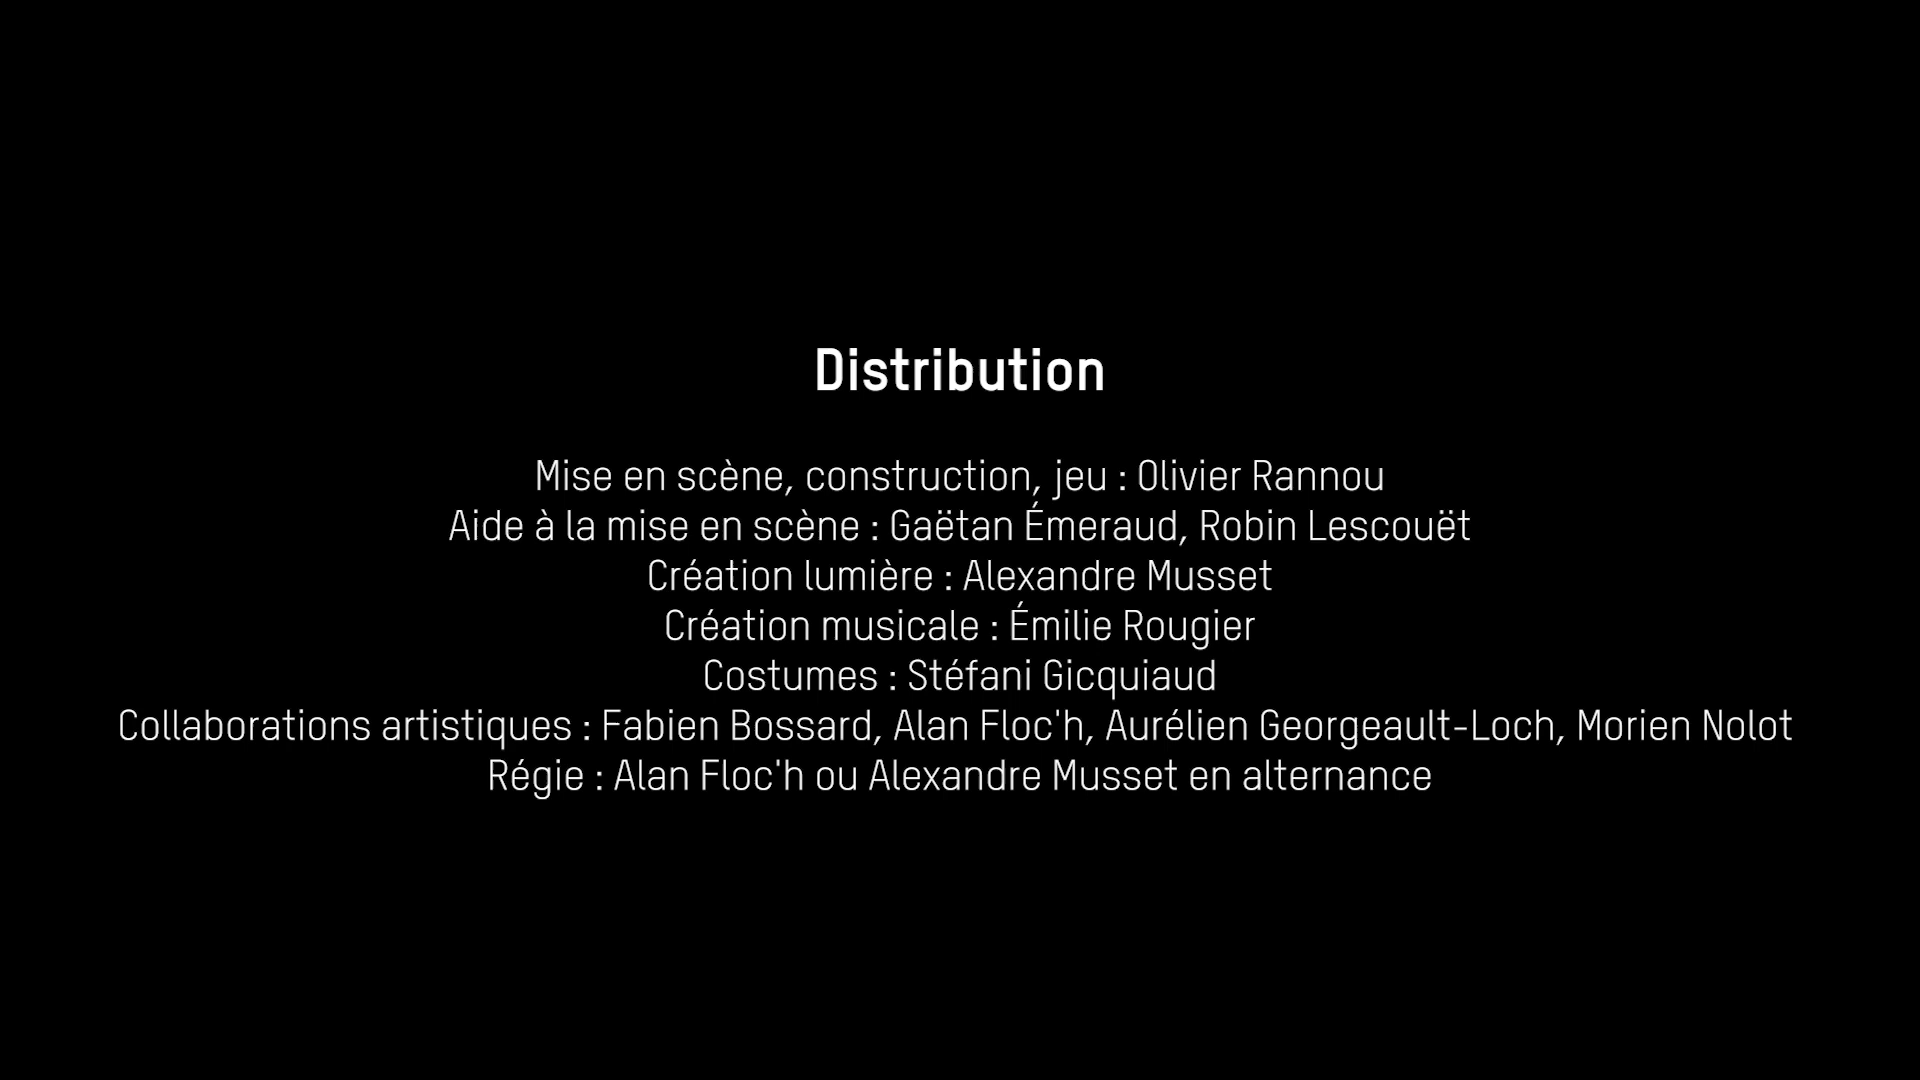 Distribution
Mise en scène, construction, jeu : Olivier Rannou
Aide à la mise en scène : Gaëtan Émeraud, Robin Lescouët
Création lumière : Alexandre Musset
Création musicale : Émilie Rougier
Costumes : Stéfani Gicquiaud
Collaborations artistiques : Fabien Bossard, Alan Floc'h, Aurélien Georgeault-Loch, Morien Nolot
Régie : Alan Floc'h ou Alexandre Musset en alternance